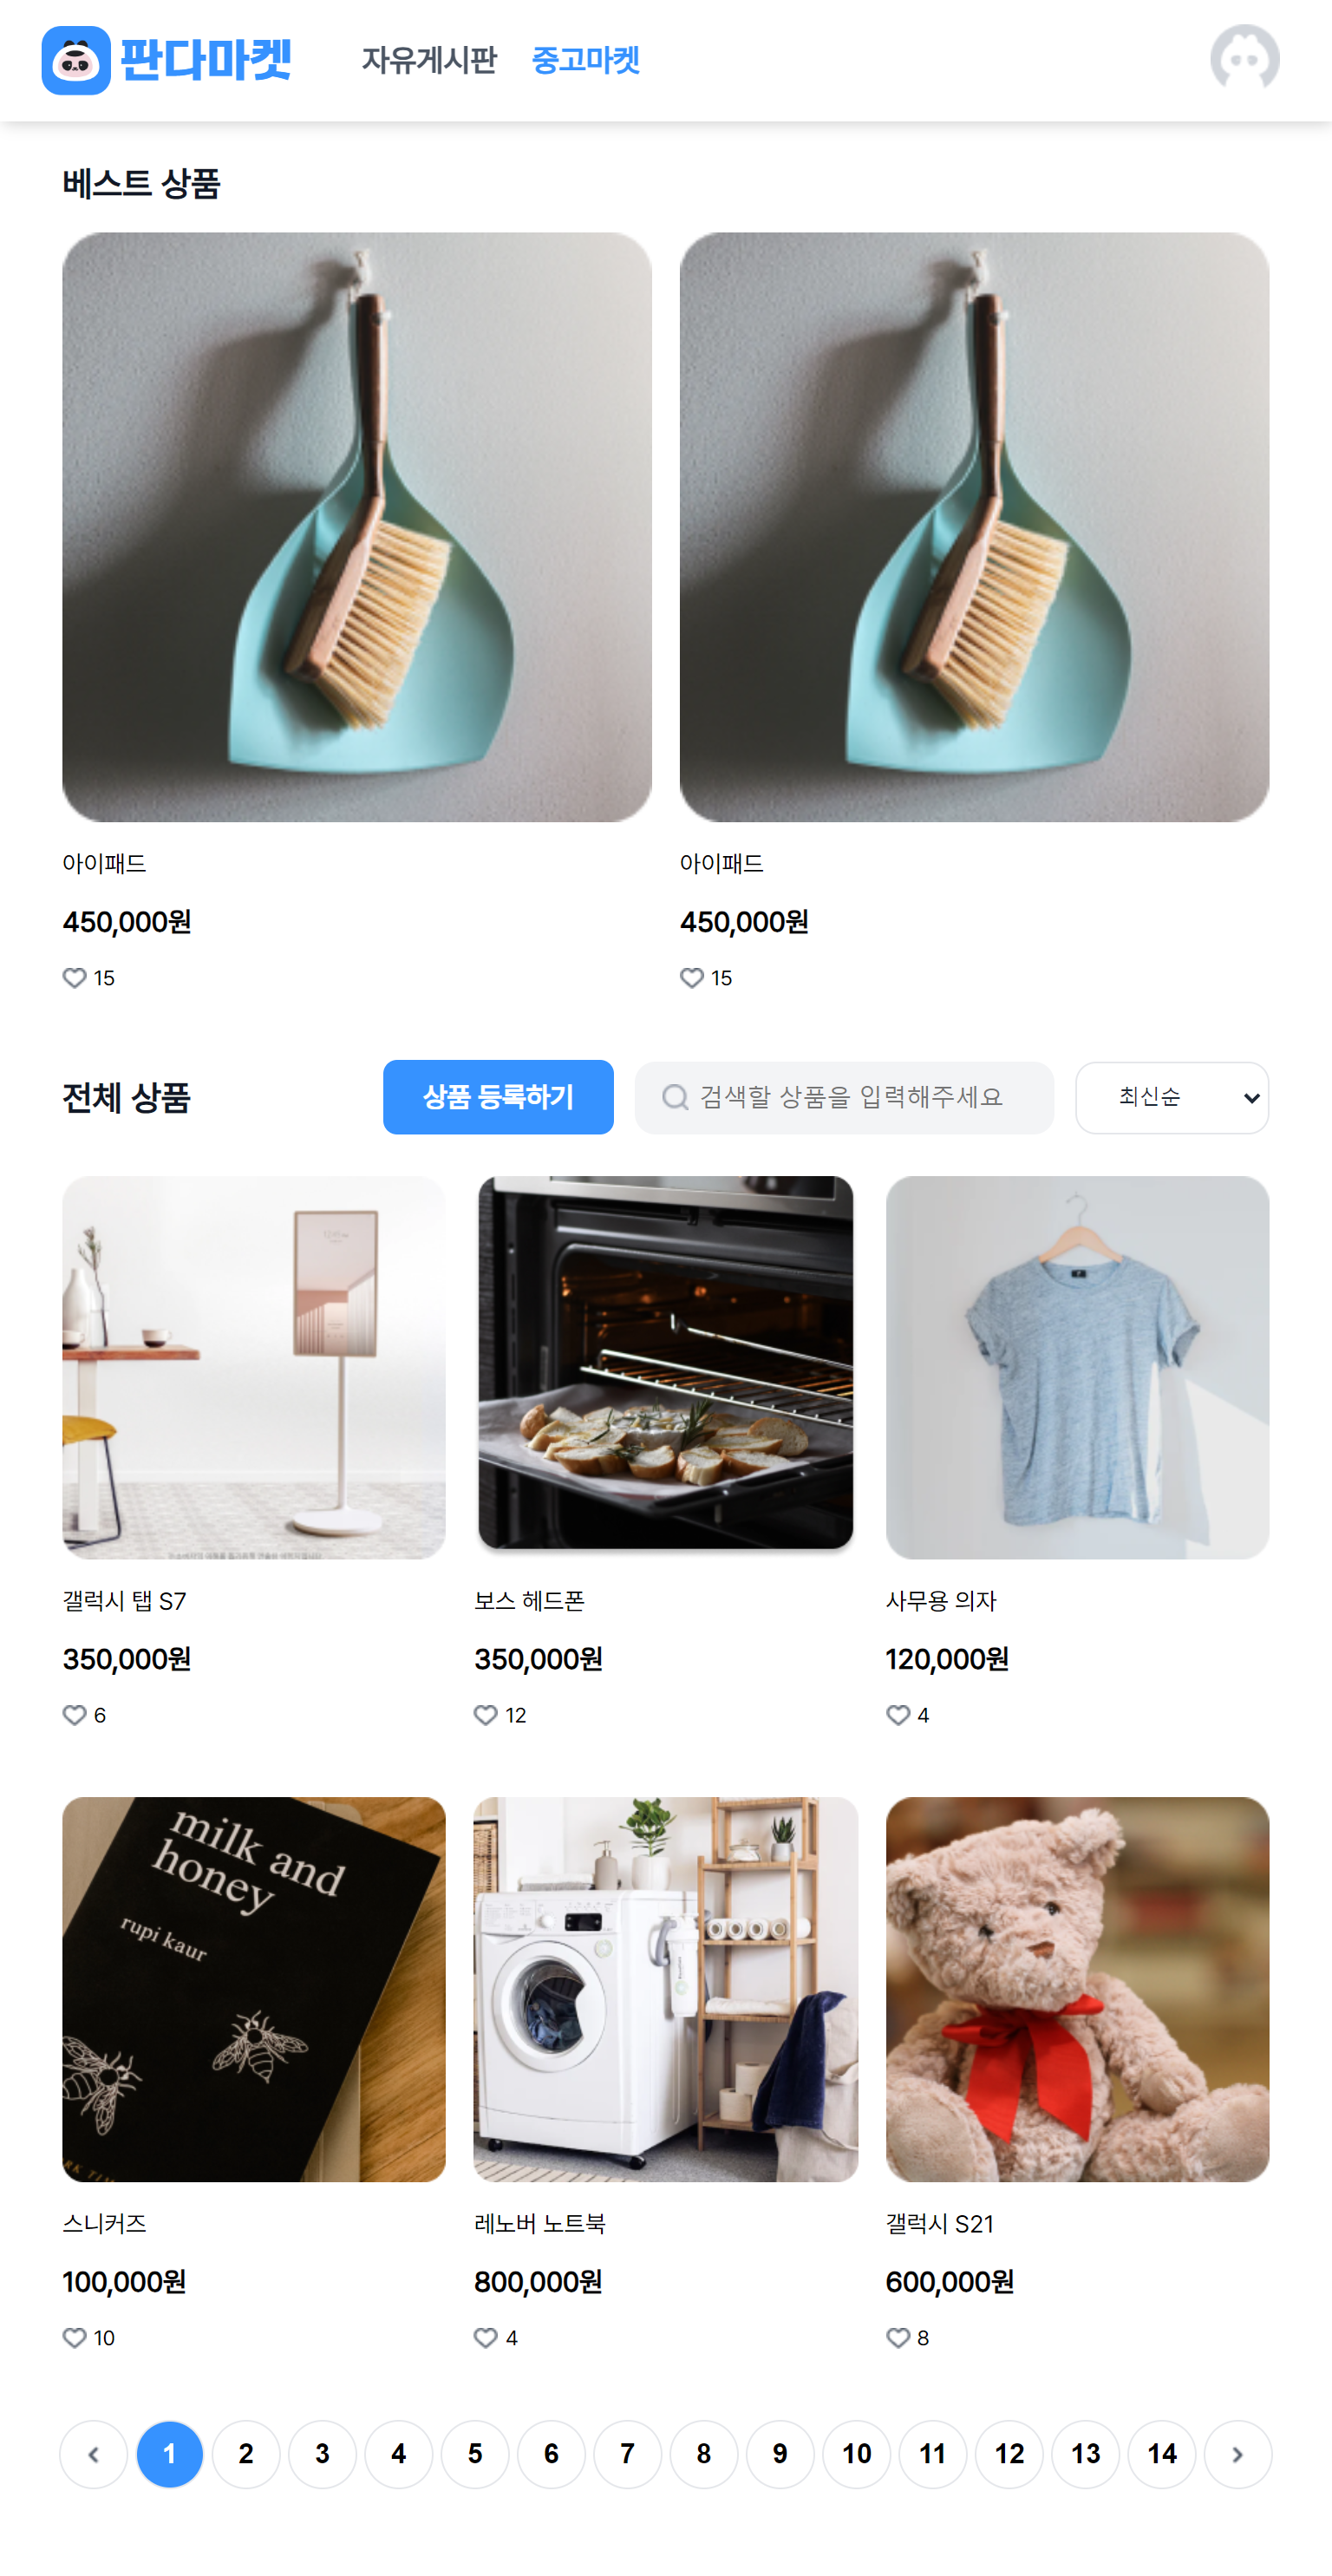 판다마켓 자유게시판 중고마켓
베스트 상품
아이패드 아이패드
450,000원 450,000원
15 15
전체 상품 상품 등록하기 검색할 상품을 입력해주세요 최신순
갤럭시 탭 S7 보스 헤드폰 사무용 의자
350,000원 350,000원 120,000원
6 12 4
milk and
honey
rupi kaur
스니커즈 레노버 노트북 갤럭시 S21
100,000원 800,000원 600,000원
10 4 8
1 2 3 4 5 6 7 8 9 10 11 12 13 14